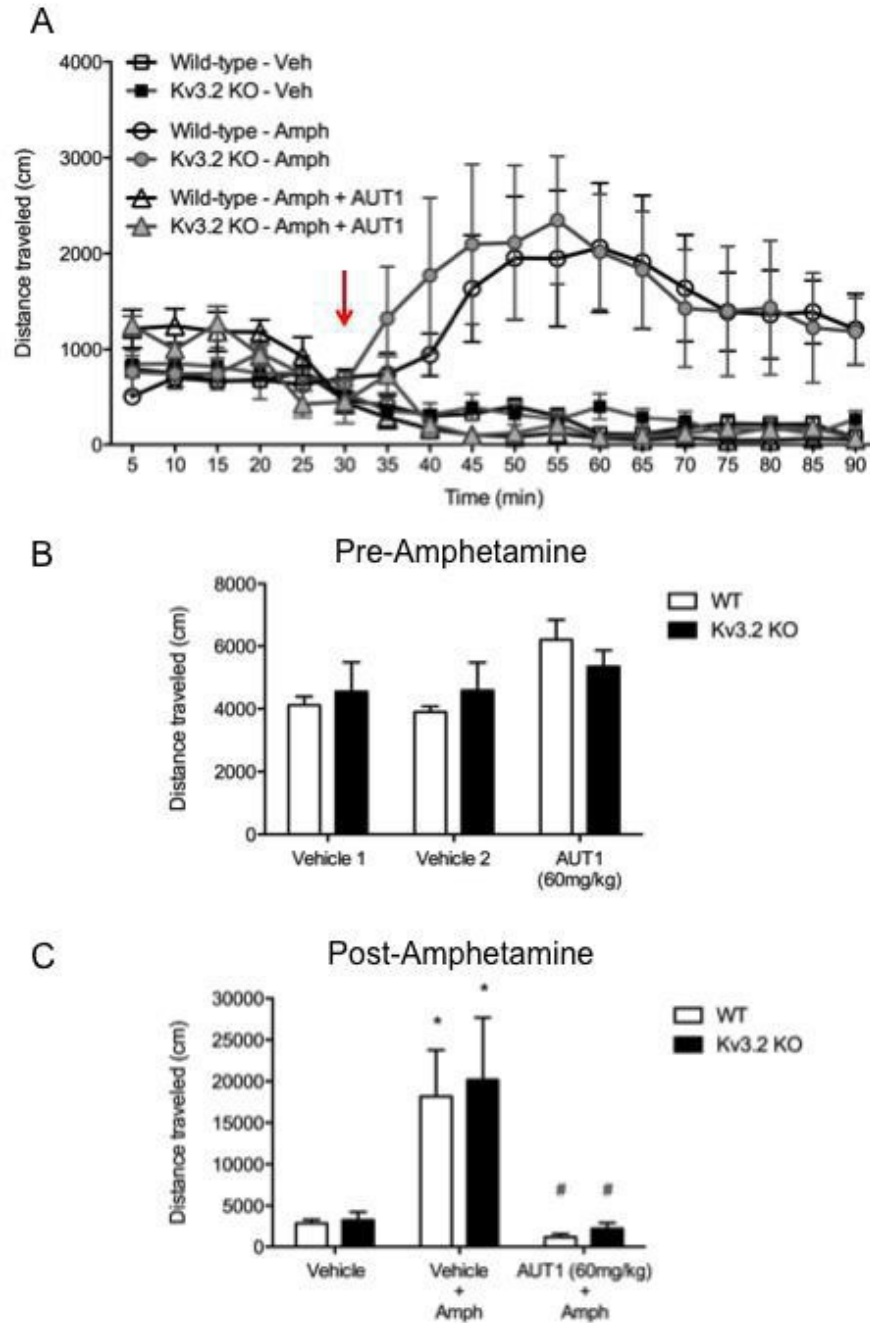 A
4000
3000
2000
1000
0
Distance traveled (cm)
Wild-type - Veh
Kv3.2 KO - Veh
Wild-type - Amph
Kv3.2 KO - Amph
Wild-type - Amph + AUT1
Kv3.2 KO - Amph + AUT1
5 10 15 20 25 30 35 40 45 50 55 60 65 70 75 80 85 90
Time (min)
B
Pre-Amphetamine
8000
6000
4000
2000
0
Distance traveled (cm)
WT
Kv3.2 KO
Vehicle 1 Vehicle 2 AUT1
(60mg/kg)
C
Post-Amphetamine
30000
25000
20000
15000
10000
5000
0
Distance traveled (cm)
* *
# #
WT
Kv3.2 KO
Vehicle Vehicle AUT1 (60mg/kg)
+ +
Amph Amph